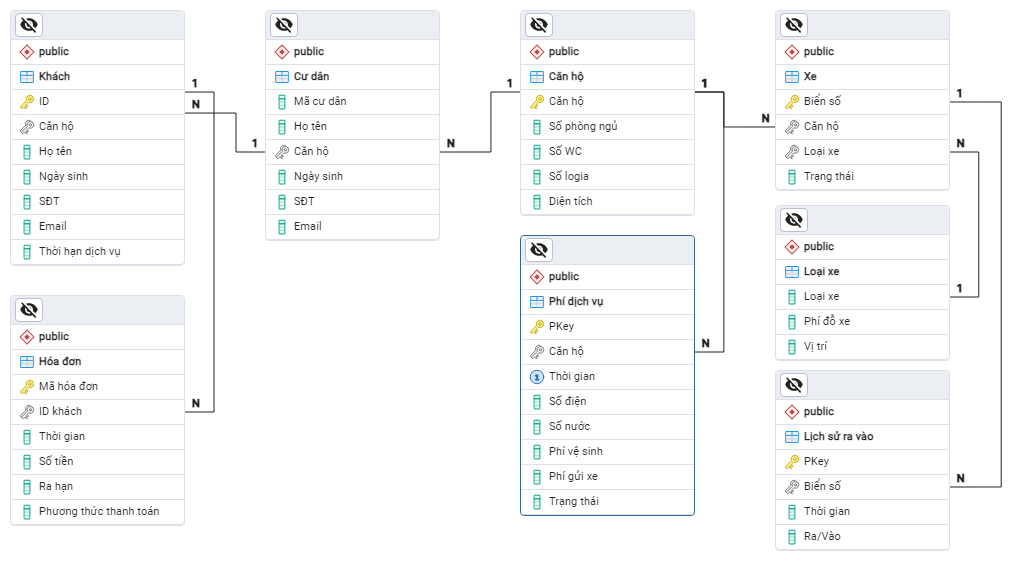 public
Khách
ID
Căn hộ
Họ tên
Ngày sinh
SĐT
Email
Thời hạn dịch vụ
1
N
public
Hóa đơn
Mã hóa đơn
ID khách
Thời gian
Số tiền
Ra hạn
Phương thức thanh toán
N
public
Cư dân
Mã cư dân
Họ tên
Căn hộ
Ngày sinh
SĐT
Email
1
N
public
Căn hộ
Căn hộ
Số phòng ngủ
Số WC
Số logia
Diện tích
1
1
public
Phí dịch vụ
PKey
Căn hộ
1 Thời gian
Số điện
Số nước
Phí vệ sinh
Phí gửi xe
Trạng thái
N
public
Xe
Biển số
Căn hộ
Loại xe
Trạng thái
N
1
N
public
Loại xe
Loại xe
Phí đỗ xe
Vị trí
1
public
Lịch sử ra vào
PKey
Biển số
Thời gian
Ra/Vào
N